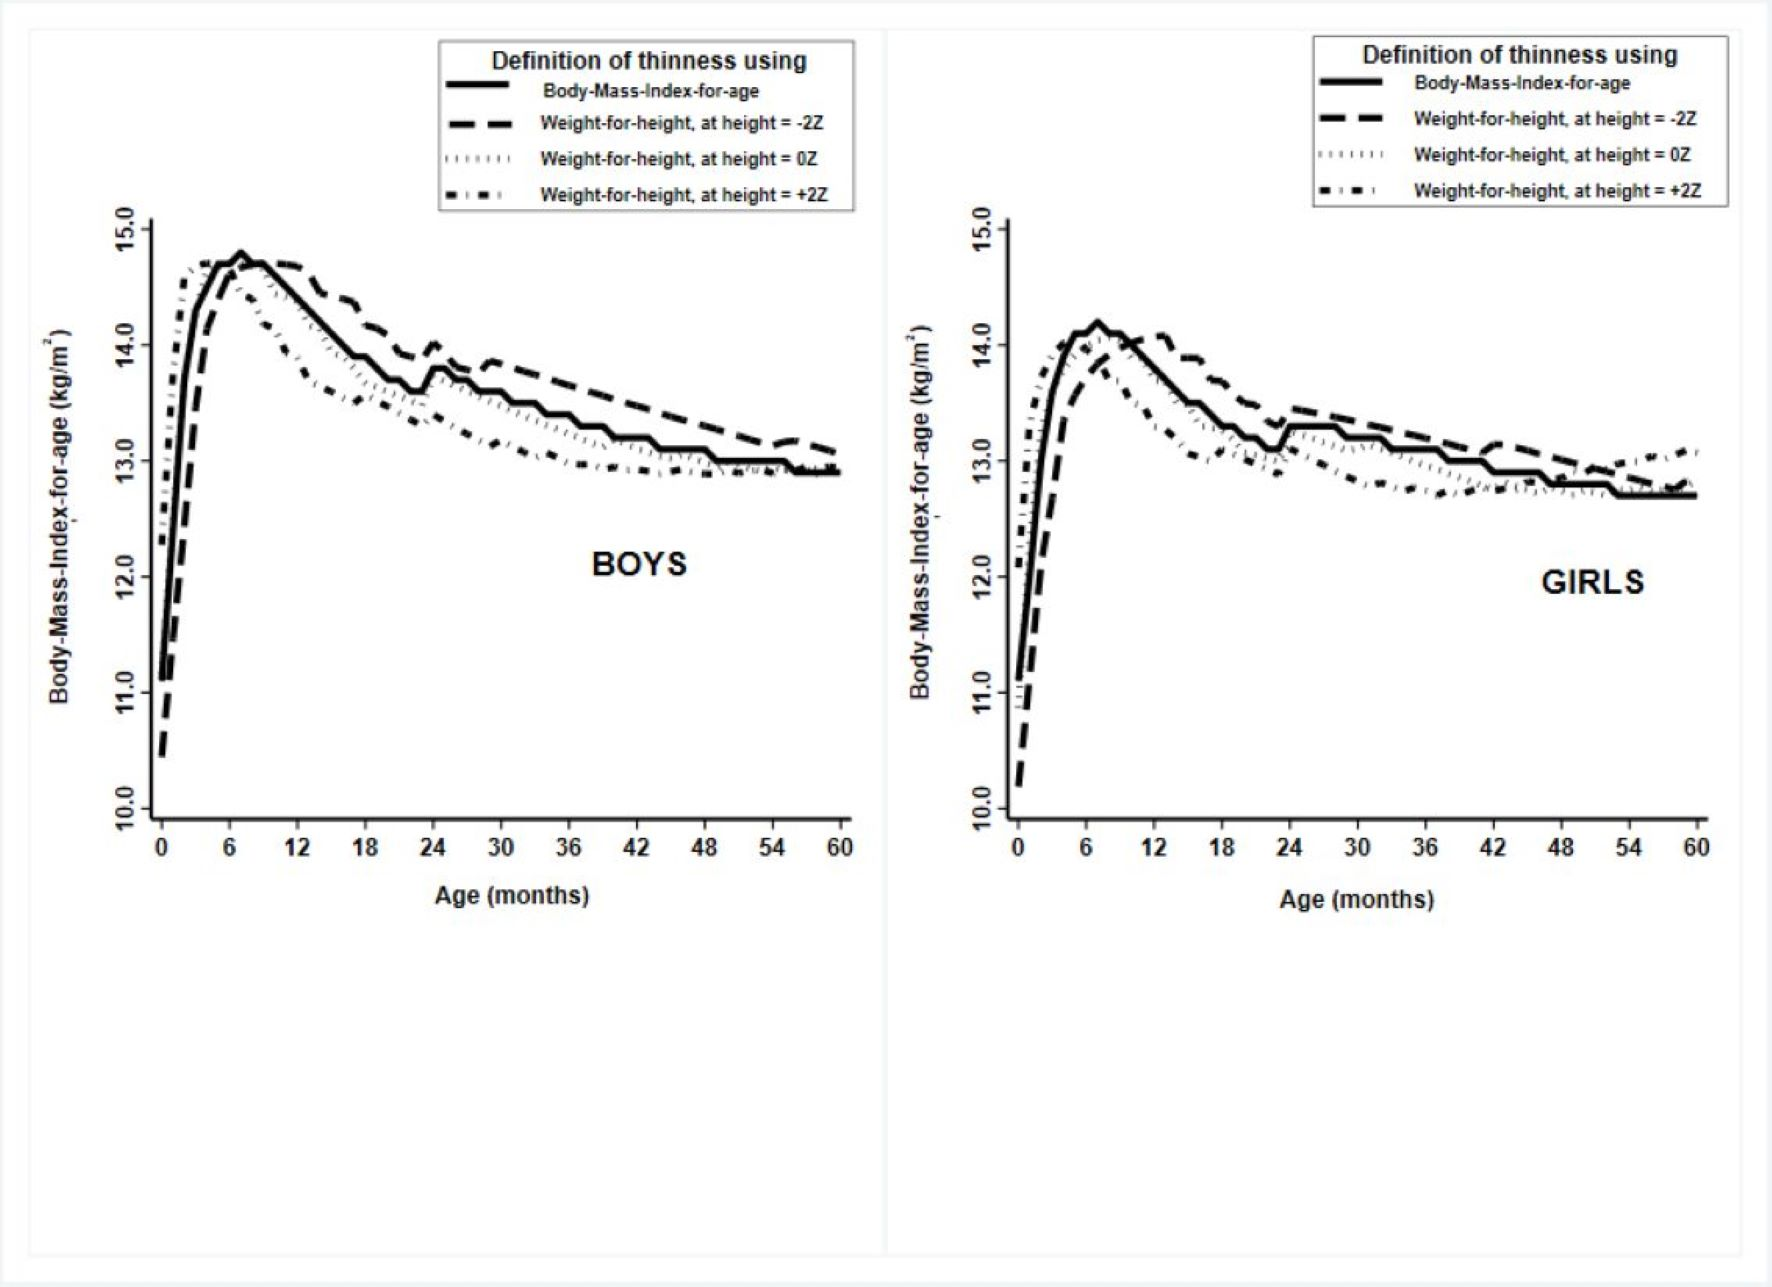 Definition of thinness using
Body-Mass-Index-for-age
Weight-for-height, at height = -2Z
Weight-for-height, at height = 0Z
Weight-for-height, at height = +2Z
Body-Mass-Index-for-age (kg/m²)
15.0
14.0
13.0
12.0
11.0
10.0
BOYS
0 6 12 18 24 30 36 42 48 54 60
Age (months)
Definition of thinness using
Body-Mass-Index-for-age
Weight-for-height, at height = -2Z
Weight-for-height, at height = 0Z
Weight-for-height, at height = +2Z
Body-Mass-Index-for-age (kg/m²)
15.0
14.0
13.0
12.0
11.0
10.0
GIRLS
0 6 12 18 24 30 36 42 48 54 60
Age (months)